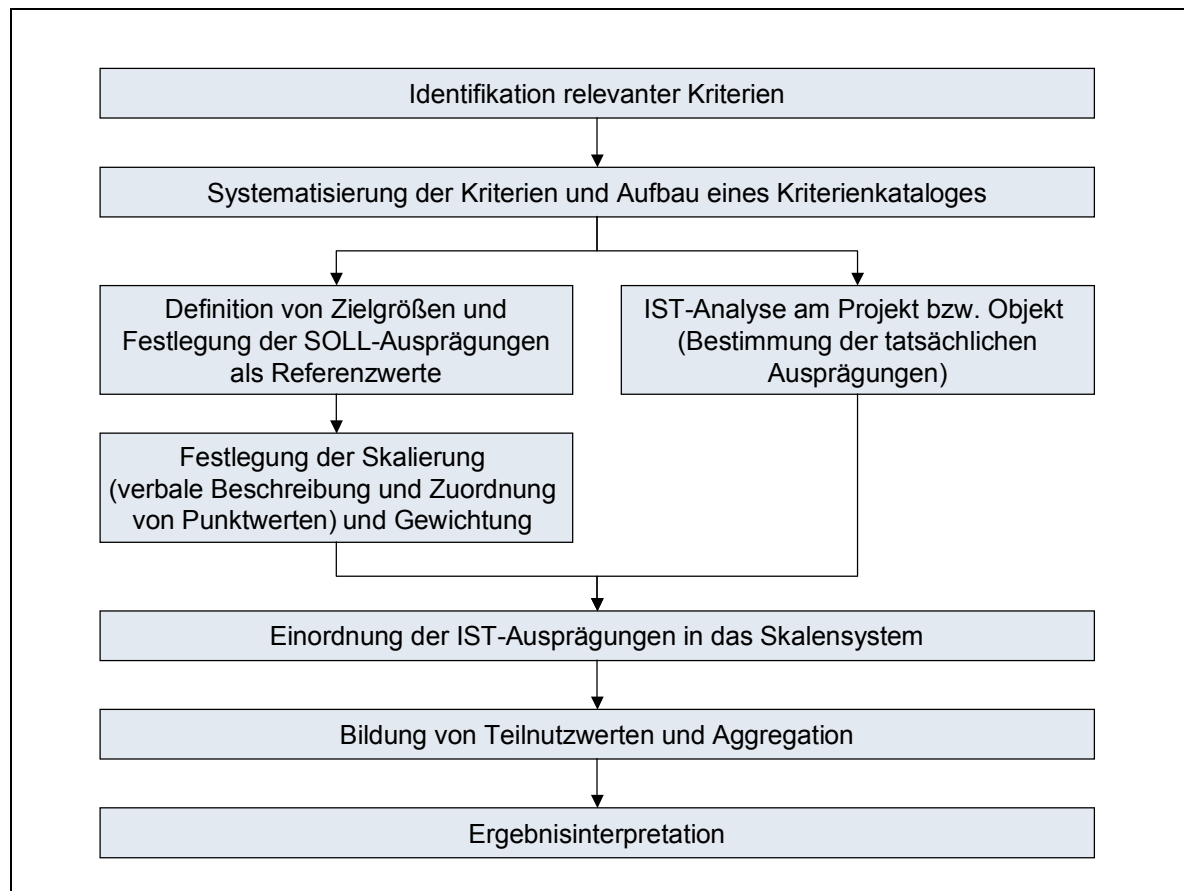 Identifikation relevanter Kriterien
Systematisierung der Kriterien und Aufbau eines Kriterienkataloges
Definition von Zielgrößen und
Festlegung der SOLL-Ausprägungen
als Referenzwerte
IST-Analyse am Projekt bzw. Objekt
(Bestimmung der tatsächlichen
Ausprägungen)
Festlegung der Skalierung
(verbale Beschreibung und Zuordnung
von Punktwerten) und Gewichtung
Einordnung der IST-Ausprägungen in das Skalensystem
Bildung von Teilnutzwerten und Aggregation
Ergebnisinterpretation